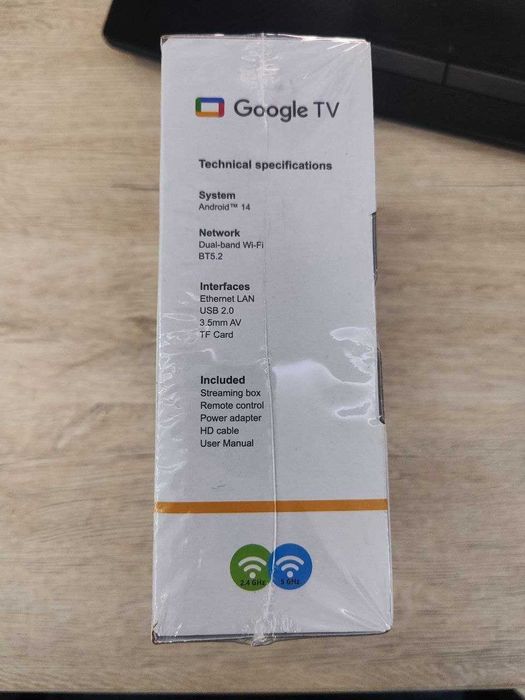 Google TV
Technical specifications
System
Android™ 14
Network
Dual-band Wi-Fi
BT5.2
Interfaces
Ethernet LAN
USB 2.0
3.5mm AV
TF Card
Included
Streaming box
Remote control
Power adapter
HD cable
User Manual
2.4 GHz
5 GHz